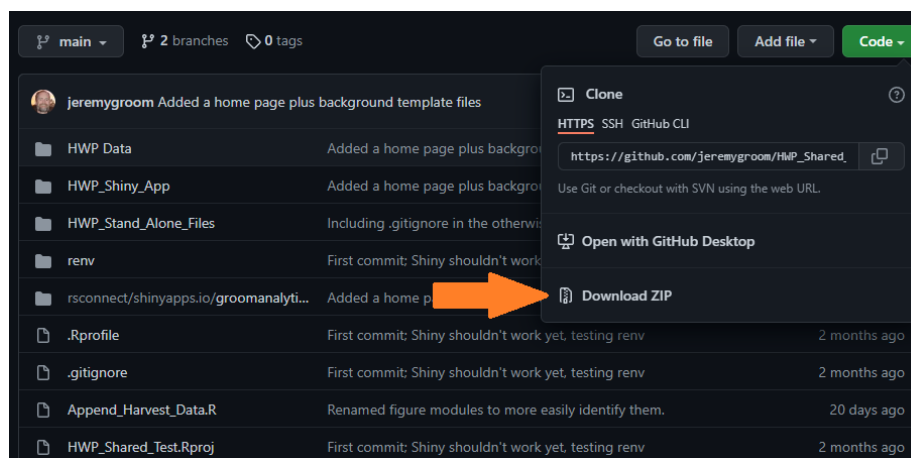 main 2 branches 0 tags Go to file Add file Code
jeremygroom Added a home page plus background template files
Clone
HTTPS SSH GitHub CLI
https://github.com/jeremygroom/HWP_Shared_
Use Git or checkout with SVN using the web URL.
Open with GitHub Desktop
Download ZIP
HWP Data Added a home page plus backgrou
HWP_Shiny_App Added a home page plus backgrou
HWP_Stand_Alone_Files Including .gitignore in the otherwis
renv First commit; Shiny shouldn't work
rsconnect/shinyapps.io/groomanalyti... Added a home p
.Rprofile First commit; Shiny shouldn't work yet, testing renv 2 months ago
.gitignore First commit; Shiny shouldn't work yet, testing renv 2 months ago
Append_Harvest_Data.R Renamed figure modules to more easily identify them. 20 days ago
HWP_Shared_Test.Rproj First commit; Shiny shouldn't work yet, testing renv 2 months ago